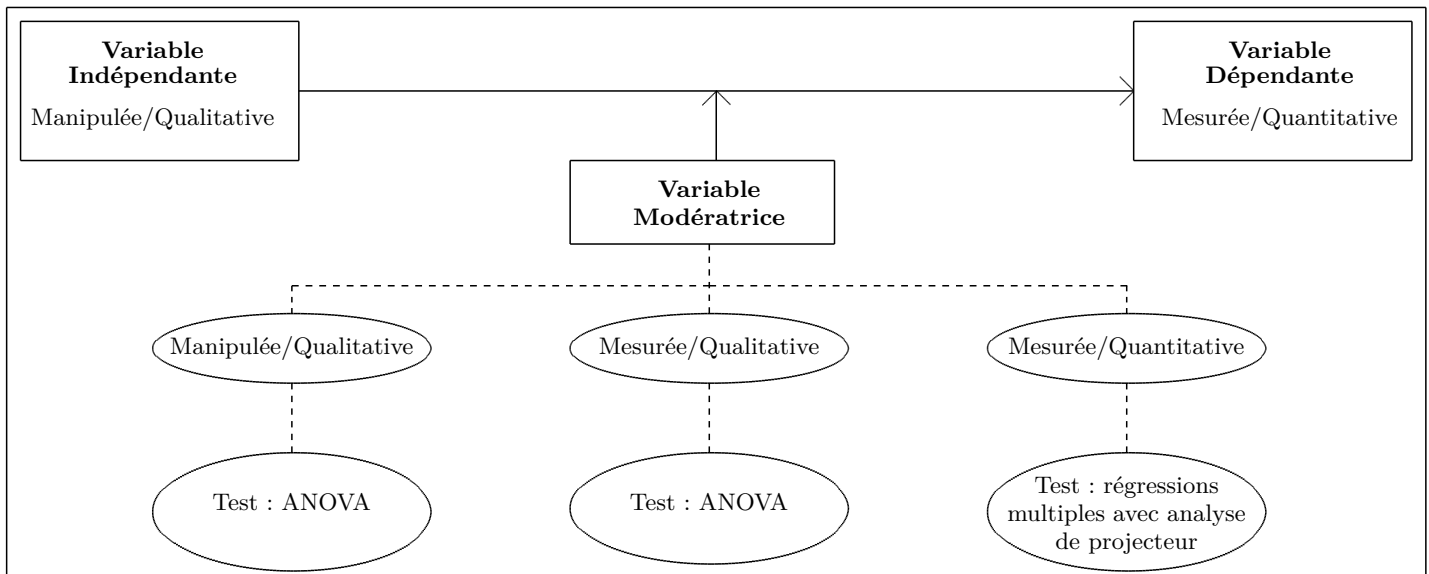 Variable
Indépendante
Manipulée/Qualitative
Variable
Dépendante
Mesurée/Quantitative
Variable
Modératrice
Manipulée/Qualitative
Mesurée/Qualitative
Mesurée/Quantitative
Test : ANOVA
Test : ANOVA
Test : régressions
multiples avec analyse
de projecteur